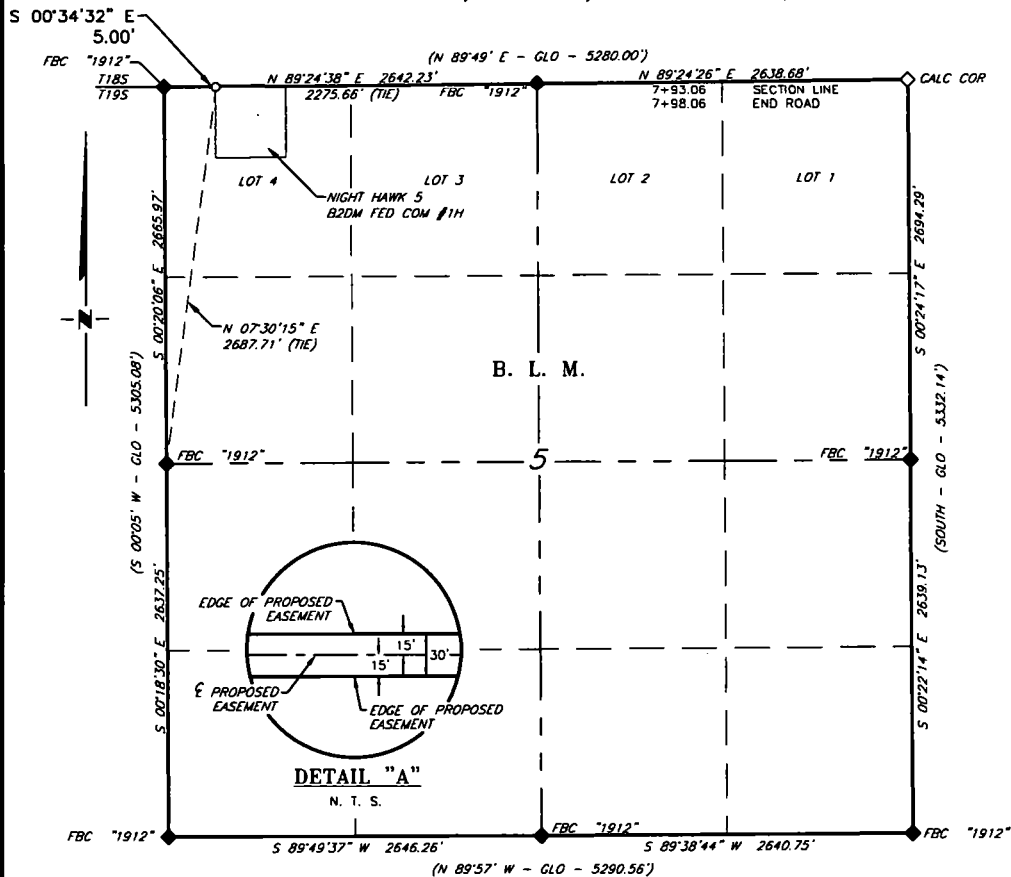 S 00°34'32" E
5.00'
(N 89°49' E - GLO - 5280.00')
FBC "1912"
T18S
T19S
N 89°24'38" E 2642.23'
2275.66' (TIE)
FBC "1912"
N 89°24'26" E 2638.68'
7+93.06 SECTION LINE
7+98.06 END ROAD
CALC COR
LOT 4
LOT 3
LOT 2
LOT 1
NIGHT HAWK 5
B2DM FED COM #1H
S 00°20'06" E 2665.97'
S 00°24'17" E 2694.29'
N
N 07°30'15" E
2687.71' (TIE)
B. L. M.
(S 00°05' W - GLO - 5305.08')
(SOUTH - GLO - 5332.14')
FBC "1912"
5
FBC "1912"
S 00°18'30" E 2637.25'
S 00°22'14" E 2639.13'
EDGE OF PROPOSED
EASEMENT
15'
15'
30'
℄ PROPOSED
EASEMENT
EDGE OF PROPOSED
EASEMENT
DETAIL "A"
N. T. S.
FBC "1912"
FBC "1912"
FBC "1912"
S 89°49'37" W 2646.26'
S 89°38'44" W 2640.75'
(N 89°57' W - GLO - 5290.56')